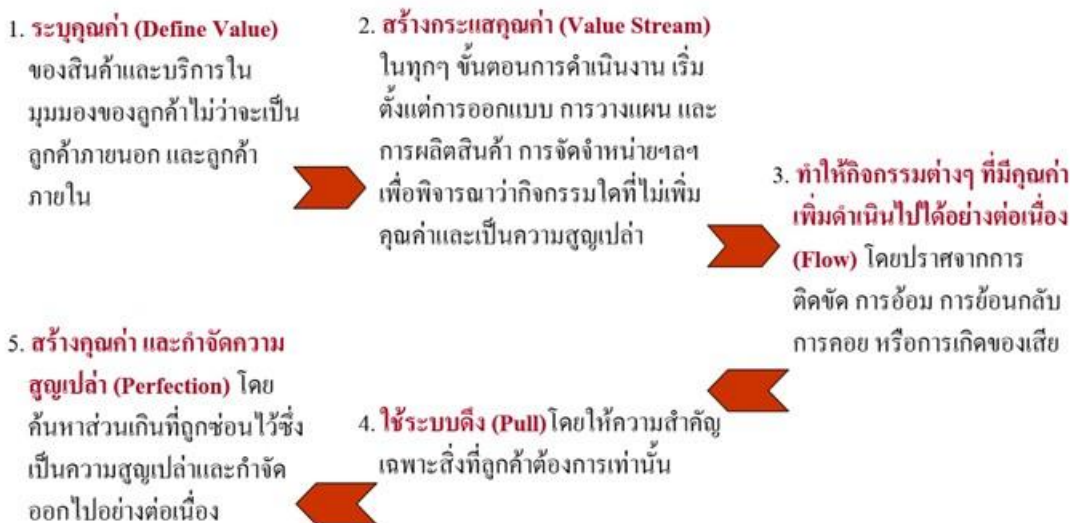 1. ระบุคุณค่า (Define Value)
ของสินค้าและบริการใน
มุมมองของลูกค้าไม่ว่าจะเป็น
ลูกค้าภายนอก และลูกค้า
ภายใน
2. สร้างกระแสคุณค่า (Value Stream)
ในทุกๆ ขั้นตอนการดำเนินงาน เริ่ม
ตั้งแต่การออกแบบ การวางแผน และ
การผลิตสินค้า การจัดจำหน่ายฯลฯ
เพื่อพิจารณาว่ากิจกรรมใดที่ไม่เพิ่ม
คุณค่าและเป็นความสูญเปล่า
3. ทำให้กิจกรรมต่างๆ ที่มีคุณค่า
เพิ่มดำเนินไปได้อย่างต่อเนื่อง
(Flow) โดยปราศจากการ
ติดขัด การอ้อม การย้อนกลับ
การคอย หรือการเกิดของเสีย
4. ใช้ระบบดึง (Pull)โดยให้ความสำคัญ
เฉพาะสิ่งที่ลูกค้าต้องการเท่านั้น
5. สร้างคุณค่า และกำจัดความ
สูญเปล่า (Perfection) โดย
ค้นหาส่วนเกินที่ถูกซ่อนไว้ซึ่ง
เป็นความสูญเปล่าและกำจัด
ออกไปอย่างต่อเนื่อง